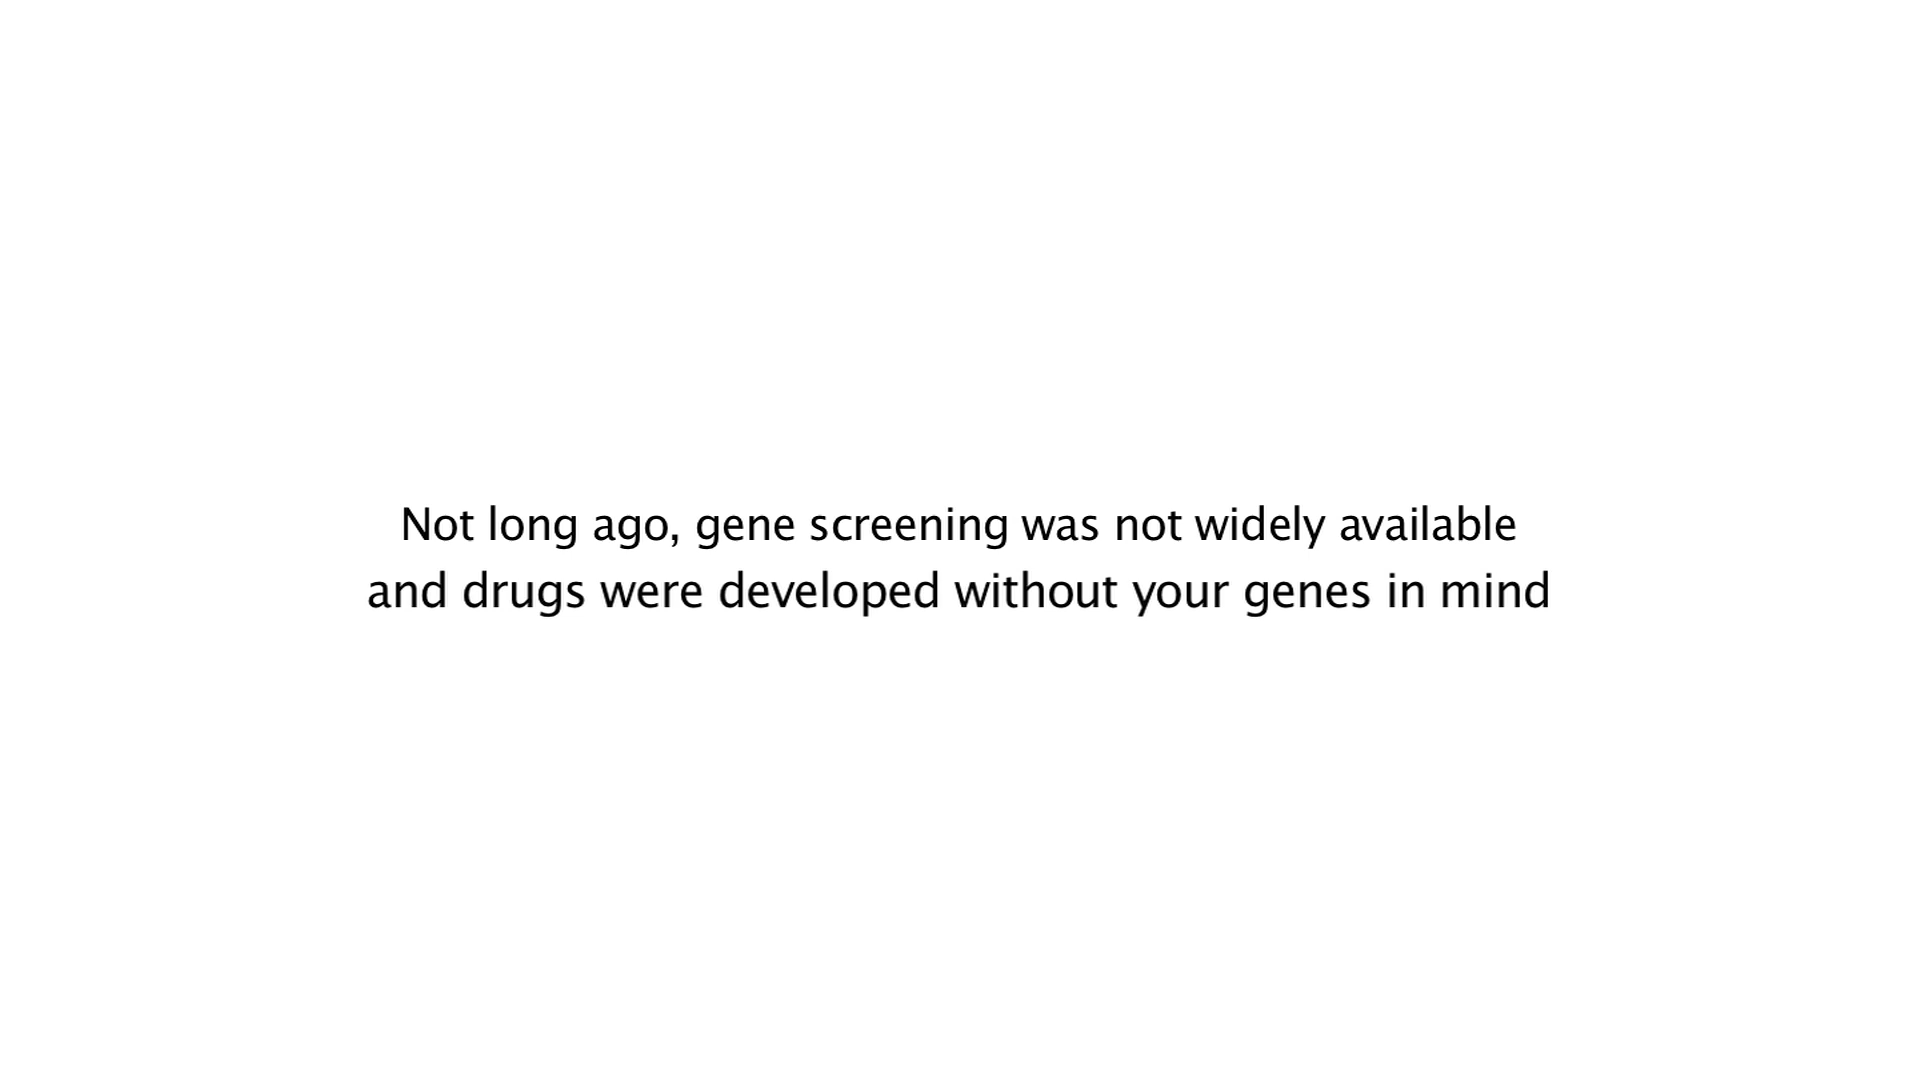 Not long ago, gene screening was not widely available
and drugs were developed without your genes in mind